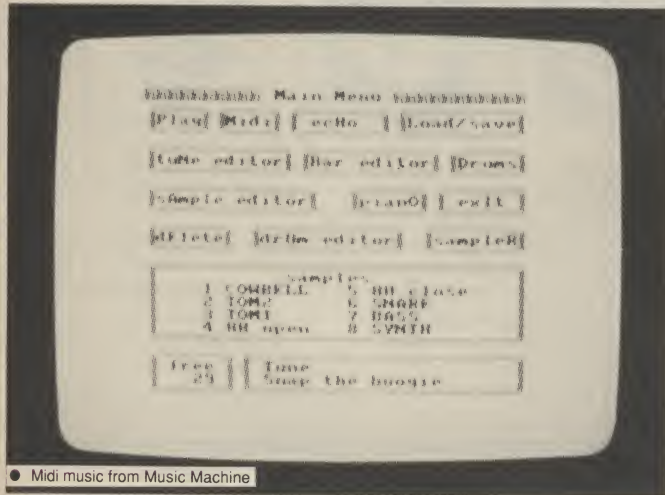 Main Menu
Play Midi echo Load/save
tuNe editor Bar editor Drums
sAmple editor pianO exit
dElete drUm editor sampleR
samples
1 COWBELL 5 HH close
2 TOM2 6 SNARE
3 TOM1 7 BASS
4 HH open 8 SYNTH
free Tune
29 Snap the boogie
● Midi music from Music Machine